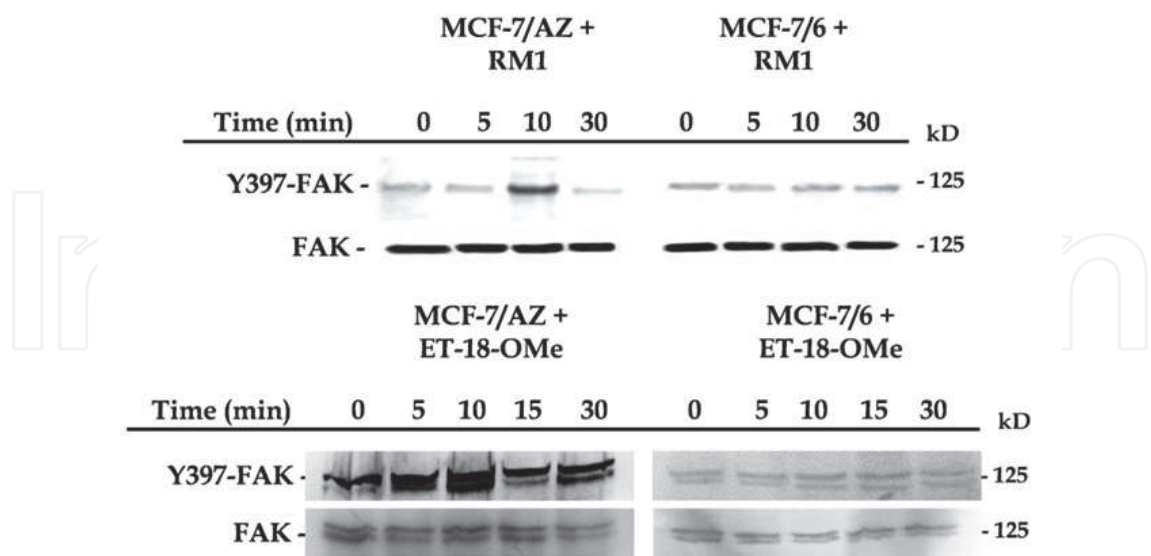 MCF-7/AZ + MCF-7/6 +
RM1 RM1
Time (min) 0 5 10 30 0 5 10 30 kD
Y397-FAK - - 125
FAK - - 125
MCF-7/AZ + MCF-7/6 +
ET-18-OMe ET-18-OMe
Time (min) 0 5 10 15 30 0 5 10 15 30 kD
Y397-FAK - - 125
FAK - - 125